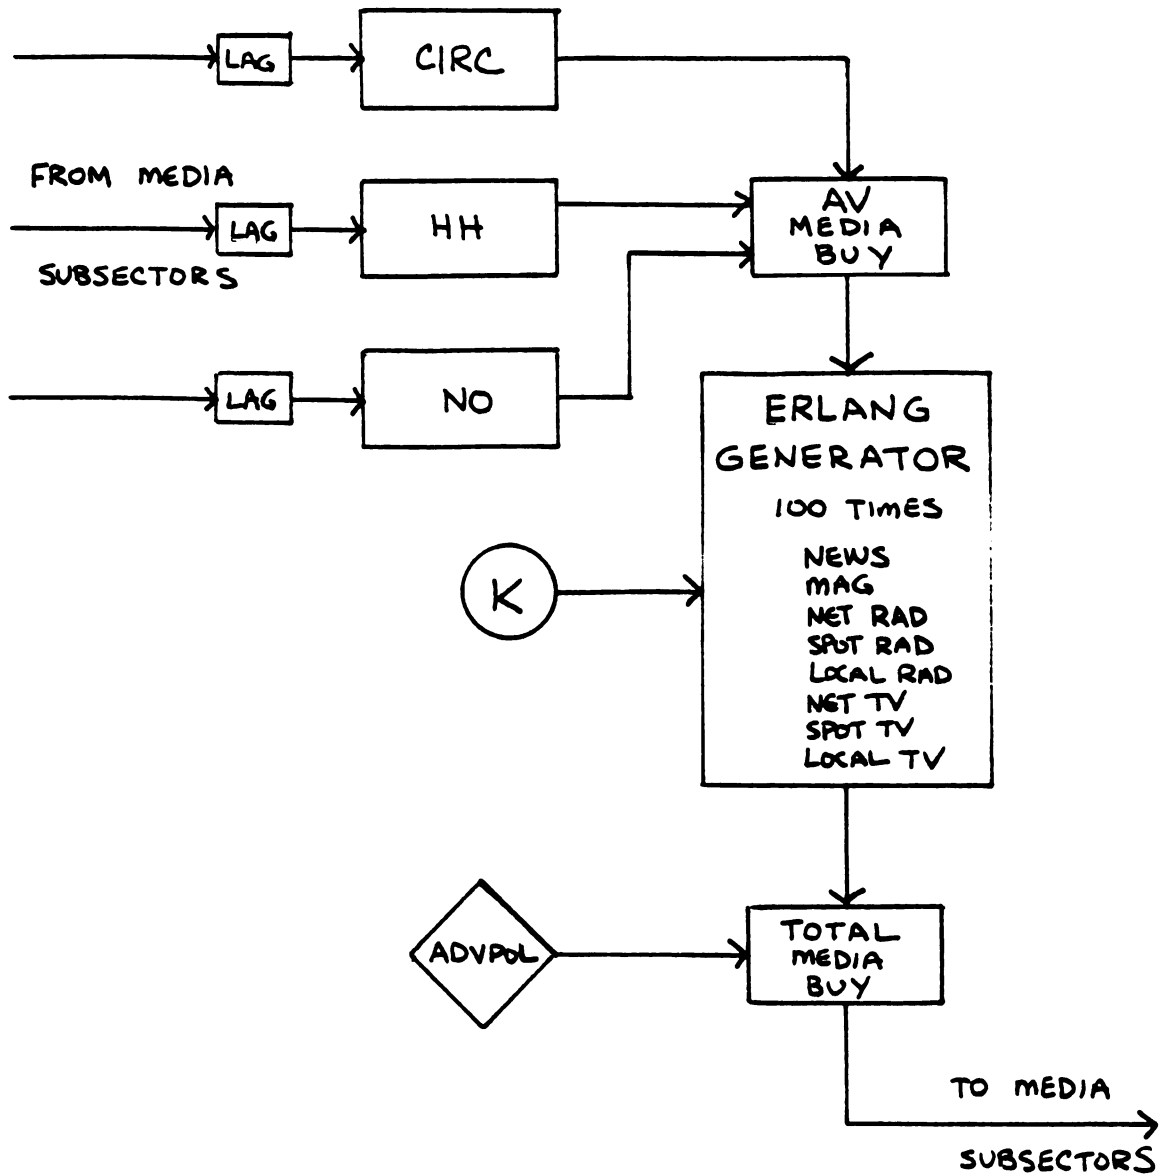 LAG
CIRC
FROM MEDIA
LAG
HH
AV
MEDIA
BUY
SUBSECTORS
LAG
NO
ERLANG
GENERATOR
100 TIMES
NEWS
MAG
NET RAD
SPOT RAD
LOCAL RAD
NET TV
SPOT TV
LOCAL TV
K
ADVPOL
TOTAL
MEDIA
BUY
TO MEDIA
SUBSECTORS